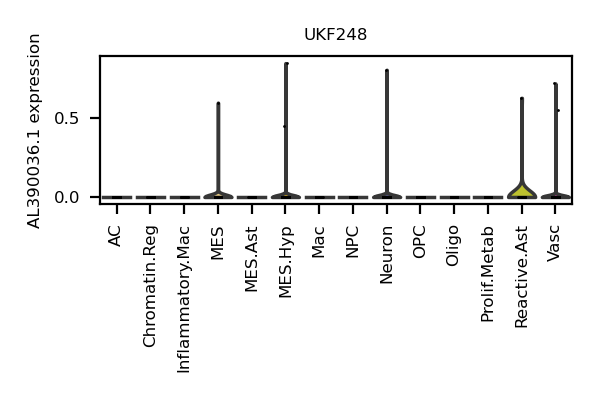 UKF248
AL390036.1 expression
0.5
0.0
AC
Chromatin.Reg
Inflammatory.Mac
MES
MES.Ast
MES.Hyp
Mac
NPC
Neuron
OPC
Oligo
Prolif.Metab
Reactive.Ast
Vasc